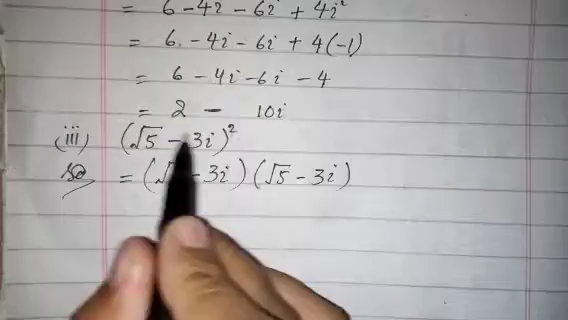 = 6 - 4i - 6i + 4i²
= 6 - 4i - 6i + 4(-1)
= 6 - 4i - 6i - 4
= 2 - 10i
(iii) (√5 - 3i)²
= (√ - 3i) (√5 - 3i)